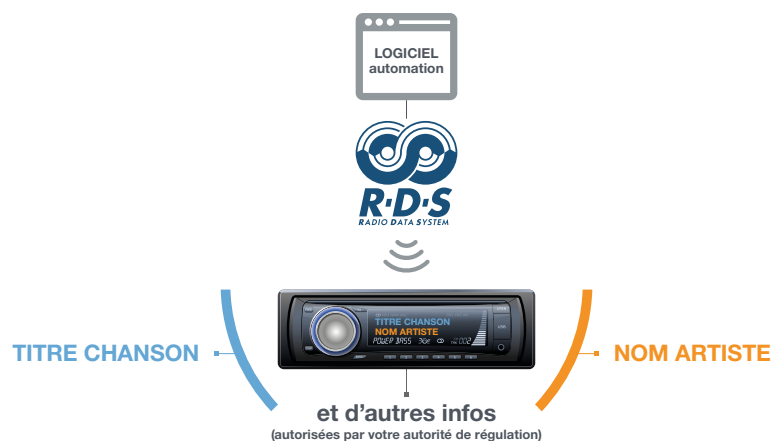 LOGICIEL
automation
R·D·S
RADIO DATA SYSTEM
TITRE CHANSON
NOM ARTISTE
POWER BASS
TITRE CHANSON
NOM ARTISTE
et d'autres infos
(autorisées par votre autorité de régulation)